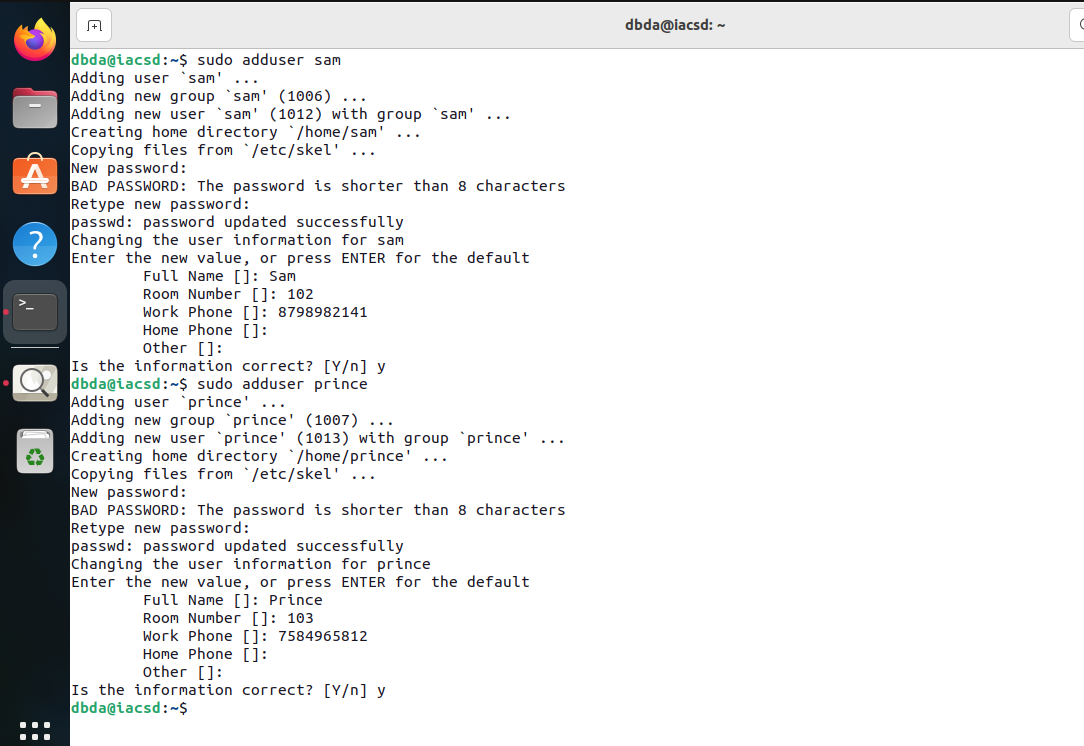 dbda@iacsd: ~
dbda@iacsd:~$ sudo adduser sam
Adding user `sam' ...
Adding new group `sam' (1006) ...
Adding new user `sam' (1012) with group `sam' ...
Creating home directory `/home/sam' ...
Copying files from `/etc/skel' ...
New password:
BAD PASSWORD: The password is shorter than 8 characters
Retype new password:
passwd: password updated successfully
Changing the user information for sam
Enter the new value, or press ENTER for the default
        Full Name []: Sam
        Room Number []: 102
        Work Phone []: 8798982141
        Home Phone []:
        Other []:
Is the information correct? [Y/n] y
dbda@iacsd:~$ sudo adduser prince
Adding user `prince' ...
Adding new group `prince' (1007) ...
Adding new user `prince' (1013) with group `prince' ...
Creating home directory `/home/prince' ...
Copying files from `/etc/skel' ...
New password:
BAD PASSWORD: The password is shorter than 8 characters
Retype new password:
passwd: password updated successfully
Changing the user information for prince
Enter the new value, or press ENTER for the default
        Full Name []: Prince
        Room Number []: 103
        Work Phone []: 7584965812
        Home Phone []:
        Other []:
Is the information correct? [Y/n] y
dbda@iacsd:~$